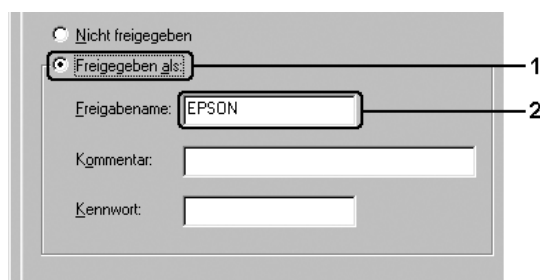 Nicht freigegeben
Freigegeben als:
1
Freigabename: EPSON
2
Kommentar:
Kennwort: